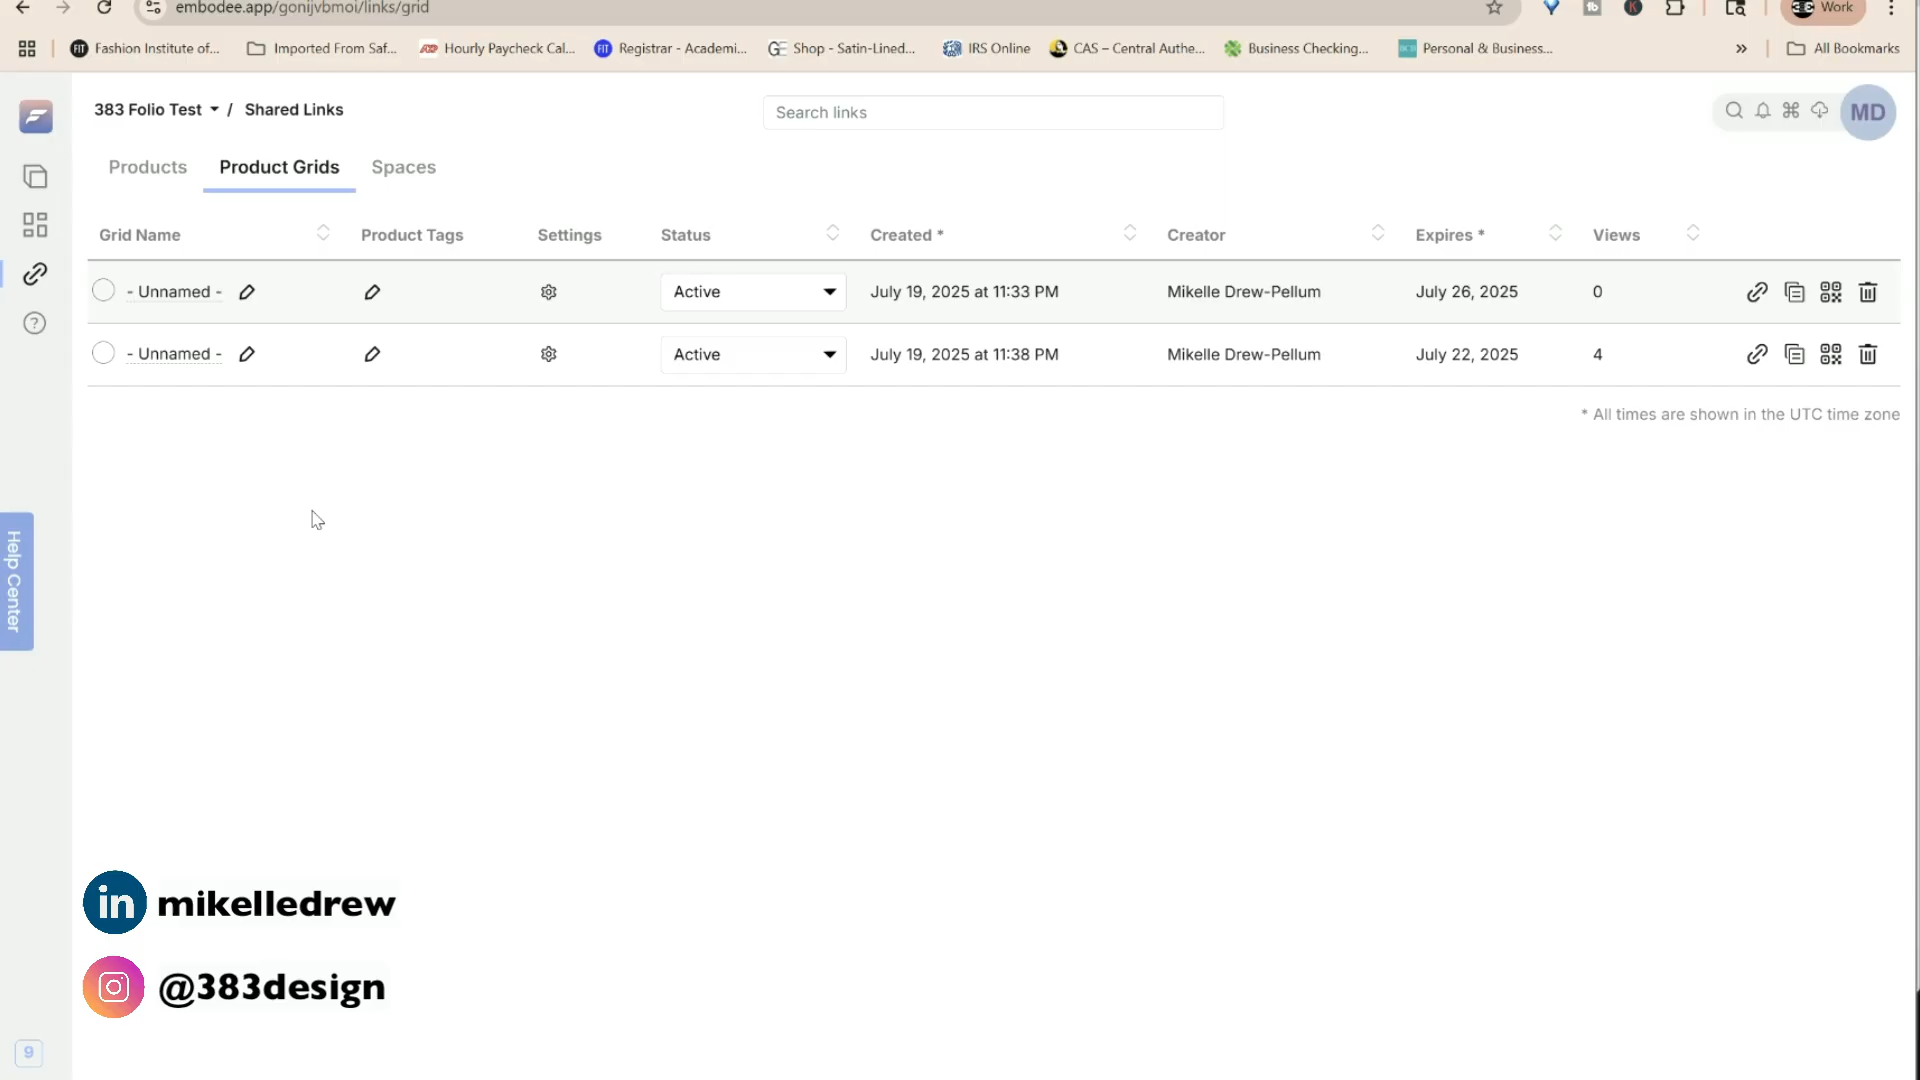 embodee.app/gonijvbmoi/links/grid
Work
Fashion Institute of...
Imported From Saf...
Hourly Paycheck Cal...
Registrar - Academi...
Shop - Satin-Lined...
IRS Online
CAS – Central Authe...
Business Checking...
Personal & Business...
»
All Bookmarks
383 Folio Test / Shared Links
Search links
MD
Products
Product Grids
Spaces
Grid Name
Product Tags
Settings
Status
Created *
Creator
Expires *
Views
- Unnamed -
Active
July 19, 2025 at 11:33 PM
Mikelle Drew-Pellum
July 26, 2025
0
- Unnamed -
Active
July 19, 2025 at 11:38 PM
Mikelle Drew-Pellum
July 22, 2025
4
* All times are shown in the UTC time zone
Help Center
in mikelledrew
@383design
9